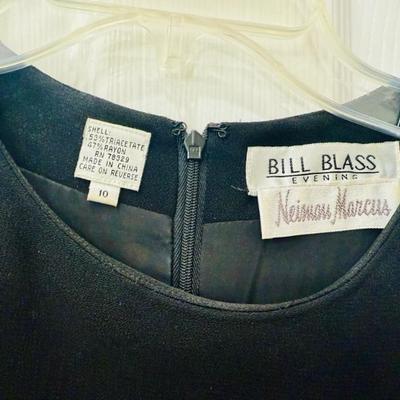 SHELL:
53% TRIACETATE
47% RAYON
RN 78329
MADE IN CHINA
CARE ON REVERSE
10
BILL BLASS
EVENING
Neiman Marcus